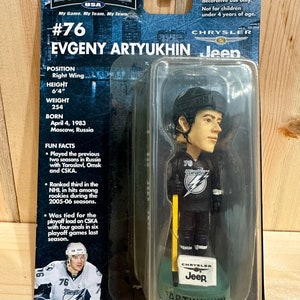 BSA
My Game. My Team. My Town.
Not for children
under 4 years of age.
#76
EVGENY ARTYUKHIN
CHRYSLER
Jeep
POSITION
Right Wing
HEIGHT
6'4"
WEIGHT
254
BORN
April 4, 1983
Moscow, Russia
FUN FACTS
• Played the previous
two seasons in Russia
with Yaroslavl, Omsk
and CSKA.
• Ranked third in the
NHL in hits among
rookies during the
2005-06 season.
• Was tied for the
playoff lead on CSKA
with four goals in six
playoff games last
season.
76
76
CHRYSLER
Jeep
ARTYUKHIN